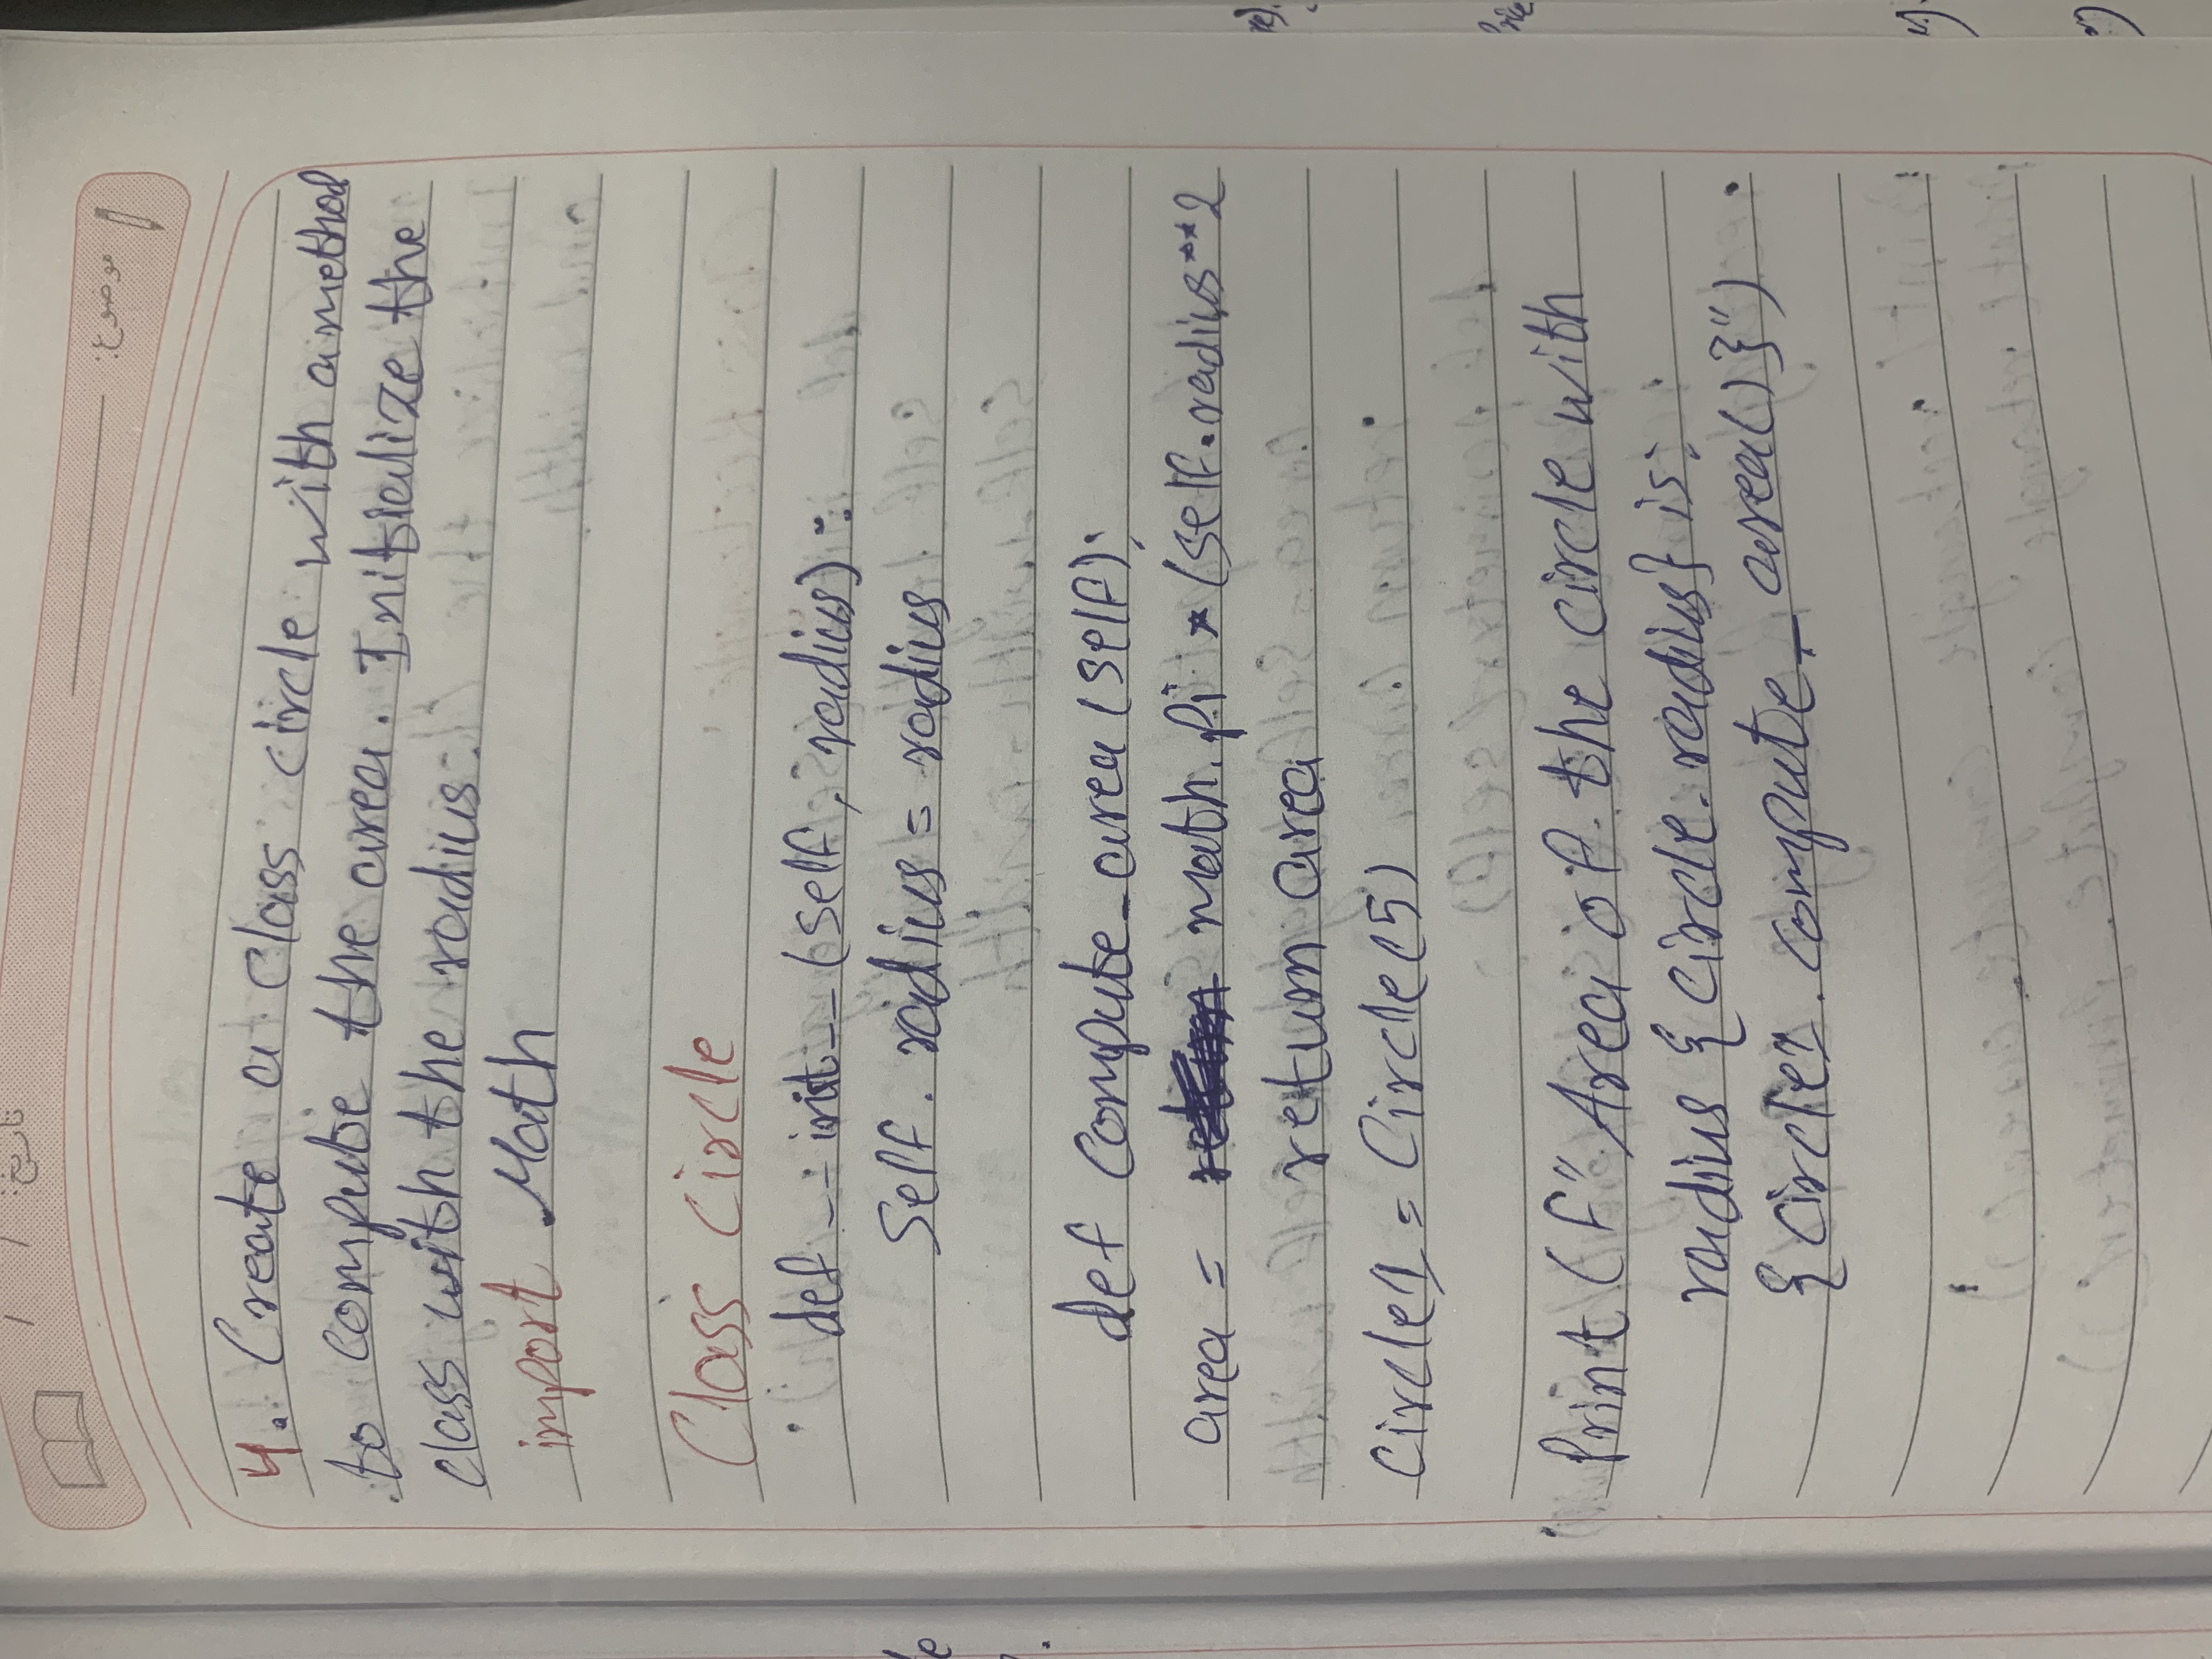 تاريخ: / /
موضوع:
4. Create a class circle with a method
to compute the area. Initialize the
class with the radius.
import Math
Class Circle
def __init__(self, radius):
Self.radius = radius
def compute_area(self):
area = math.pi * (self.radius**2
return area
Circle1 = Circle(5)
Print (f" Area of the circle with
radius {circle.radius} is:
{circle1.compute_area()}")